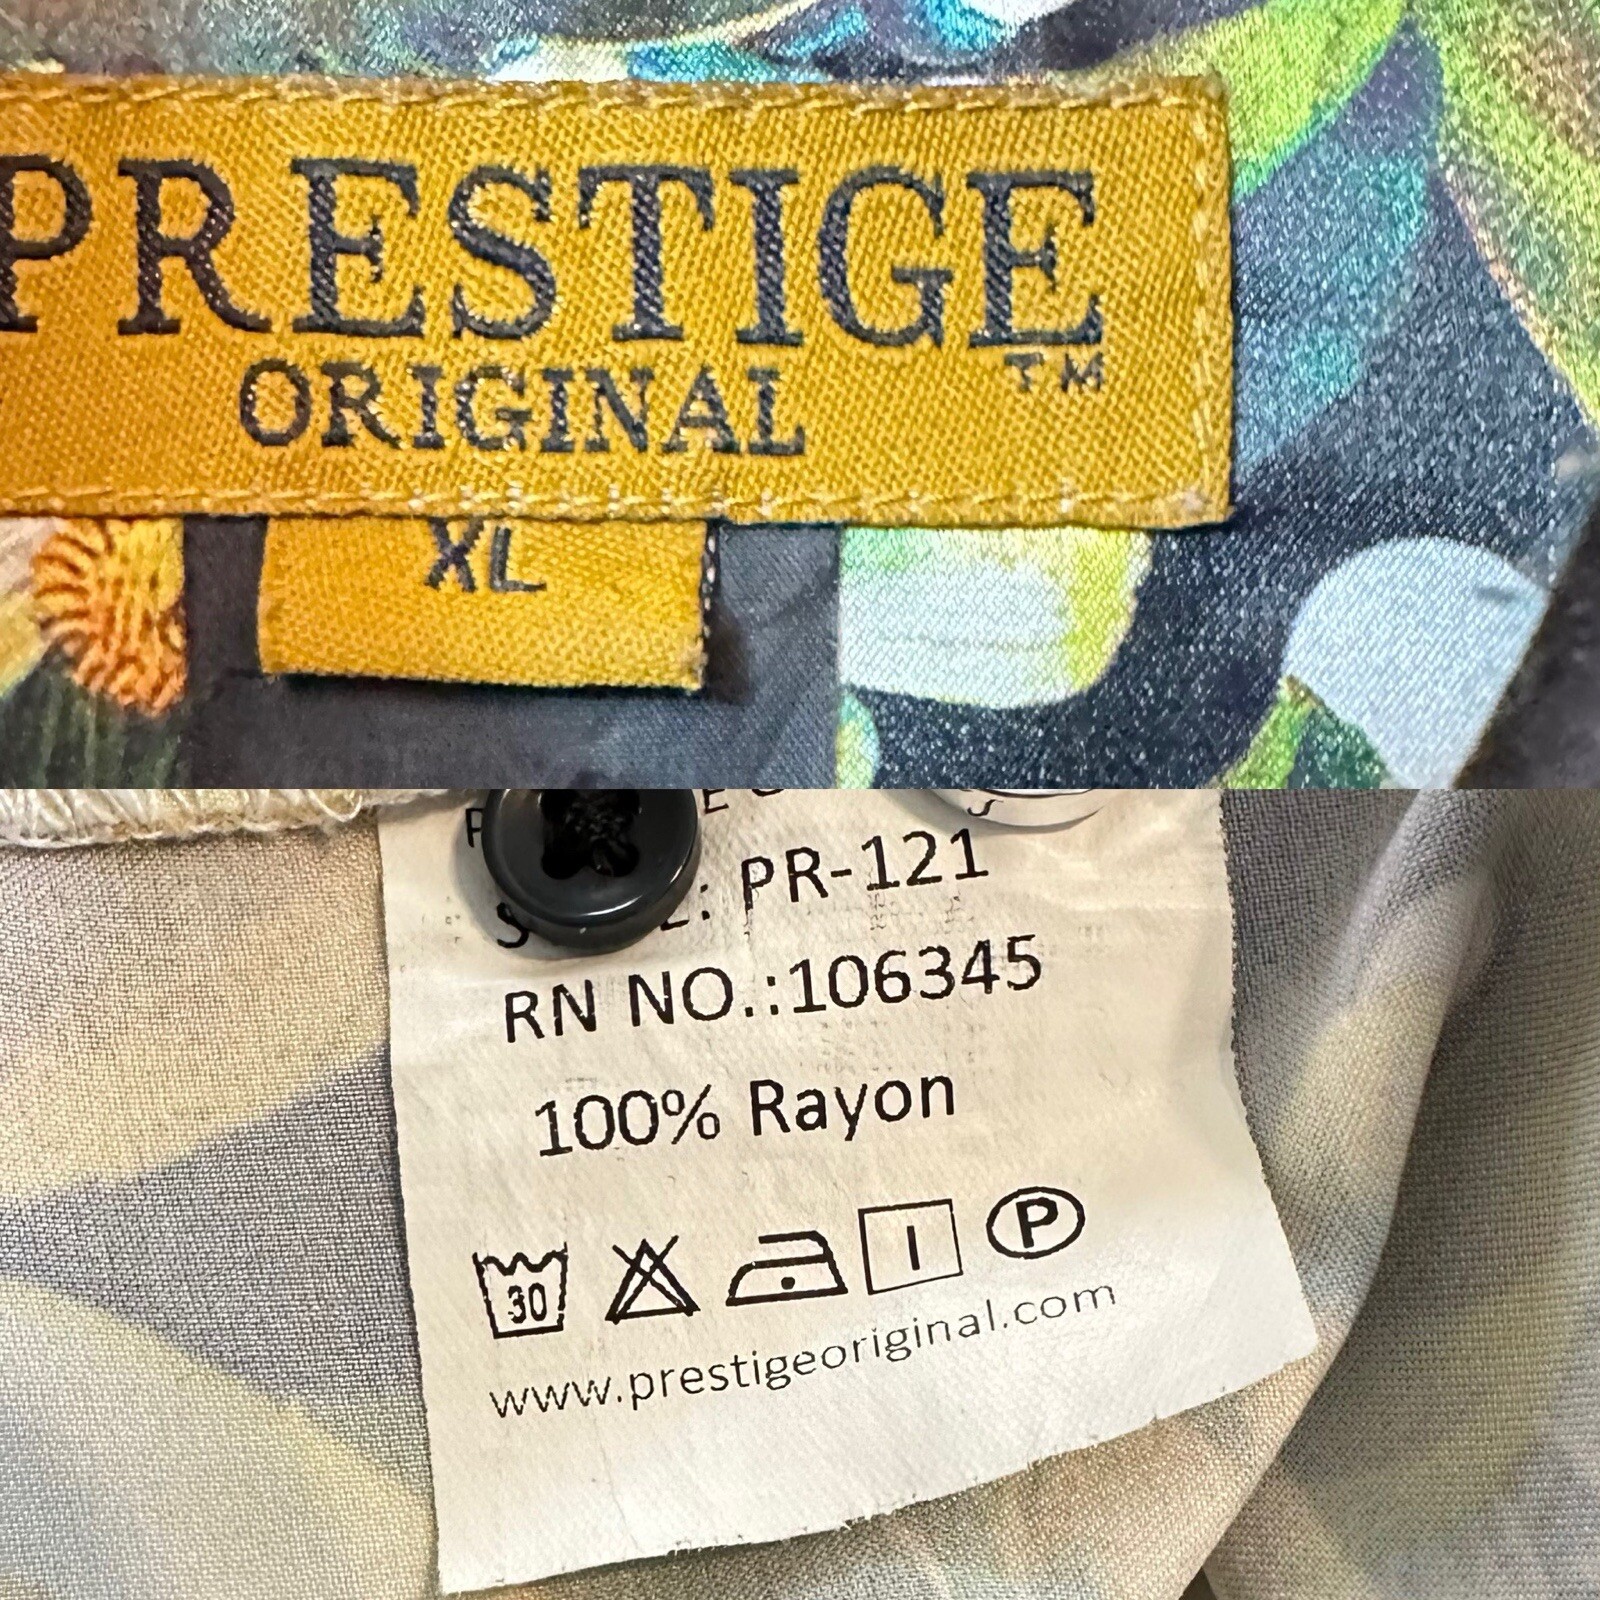 PRESTIGE
ORIGINAL
TM
XL
PR-121
RN NO.:106345
100% Rayon
30 P
www.prestigeoriginal.com